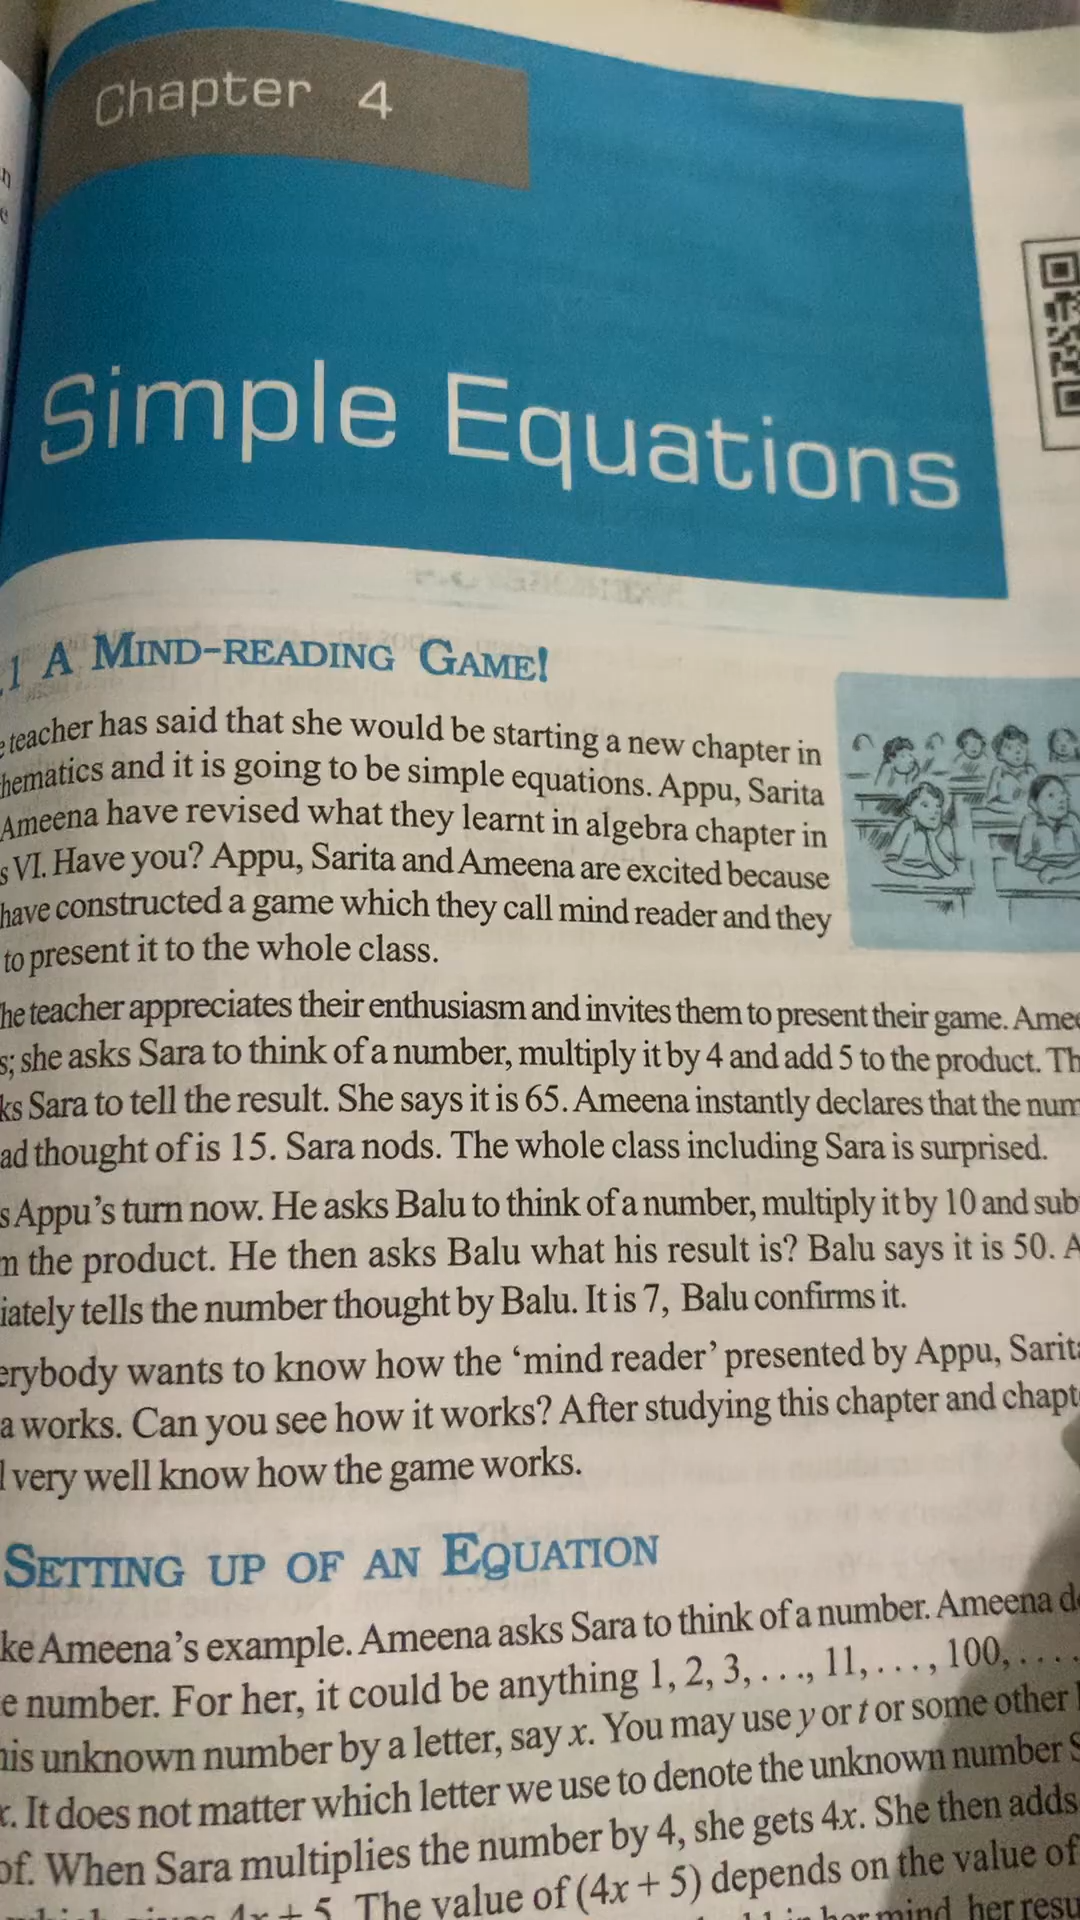 Chapter 4
Simple Equations
.1 A Mind-reading Game!
teacher has said that she would be starting a new chapter in
hematics and it is going to be simple equations. Appu, Sarita
Ameena have revised what they learnt in algebra chapter in
s VI. Have you? Appu, Sarita and Ameena are excited because
have constructed a game which they call mind reader and they
to present it to the whole class.
he teacher appreciates their enthusiasm and invites them to present their game. Amee
s; she asks Sara to think of a number, multiply it by 4 and add 5 to the product. Th
ks Sara to tell the result. She says it is 65. Ameena instantly declares that the num
ad thought of is 15. Sara nods. The whole class including Sara is surprised.
s Appu's turn now. He asks Balu to think of a number, multiply it by 10 and sub
m the product. He then asks Balu what his result is? Balu says it is 50. A
iately tells the number thought by Balu. It is 7, Balu confirms it.
erybody wants to know how the ‘mind reader’ presented by Appu, Sarita
a works. Can you see how it works? After studying this chapter and chapt
l very well know how the game works.
Setting up of an Equation
ke Ameena's example. Ameena asks Sara to think of a number. Ameena d
e number. For her, it could be anything 1, 2, 3, . . ., 11, . . . , 100, . . . .
his unknown number by a letter, say x. You may use y or t or some other
x. It does not matter which letter we use to denote the unknown number S
of. When Sara multiplies the number by 4, she gets 4x. She then adds
4x + 5. The value of (4x + 5) depends on the value of
her mind, her resu